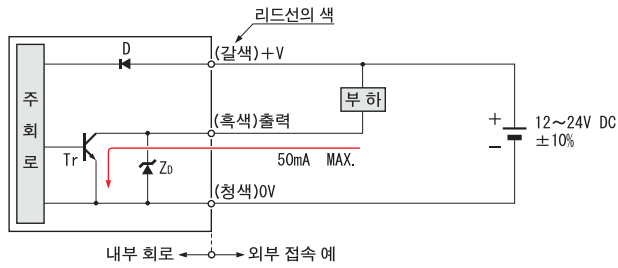 리드선의 색
D
(갈색)+V
주회로
부 하
(흑색)출력
12~24V DC
±10%
+
−
Tr
ZD
50mA MAX.
(청색)0V
내부 회로
외부 접속 예